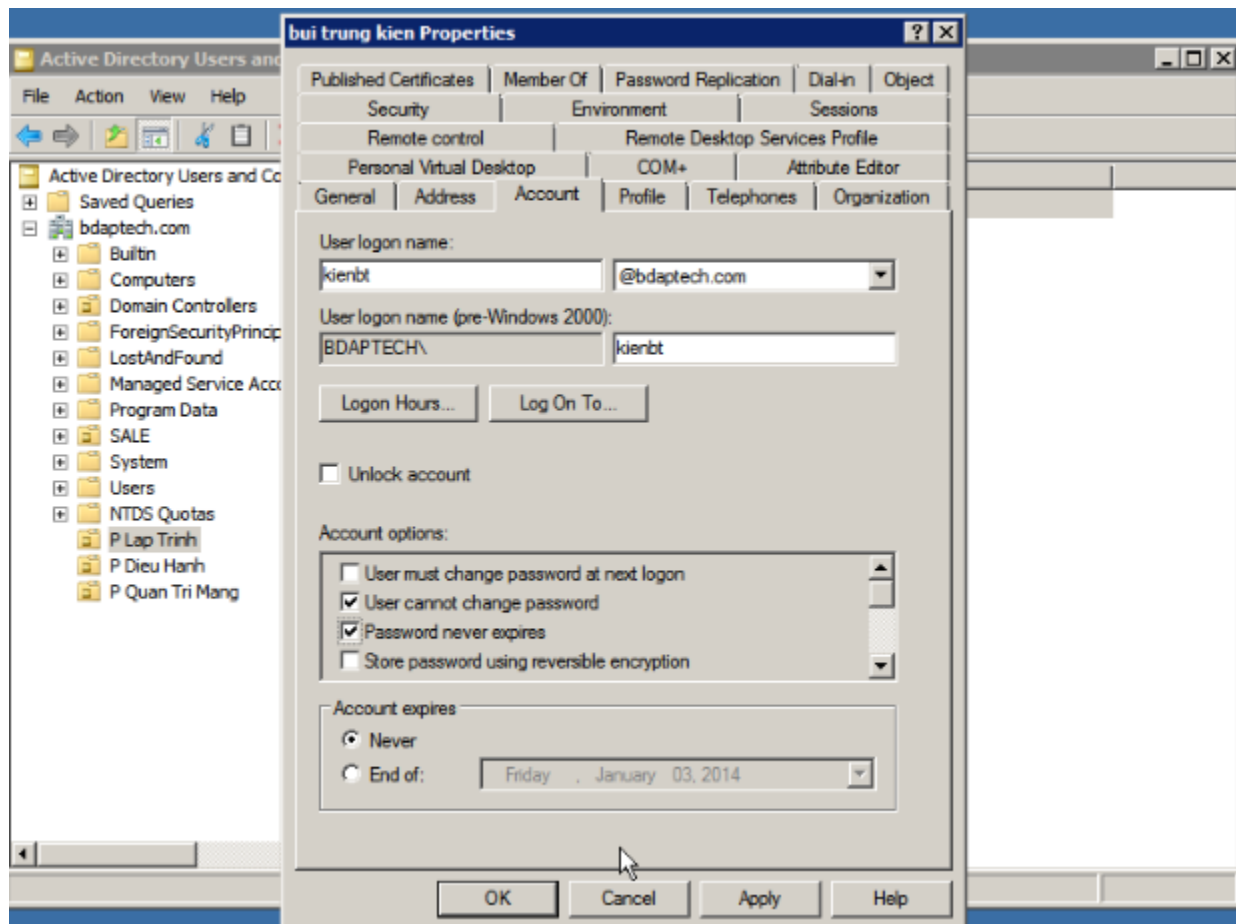 bui trung kien Properties
Active Directory Users and
File Action View Help
Active Directory Users and Co
Saved Queries
bdaptech.com
Builtin
Computers
Domain Controllers
ForeignSecurityPrincip
LostAndFound
Managed Service Acco
Program Data
SALE
System
Users
NTDS Quotas
P Lap Trinh
P Dieu Hanh
P Quan Tri Mang
Published Certificates Member Of Password Replication Dial-in Object
Security Environment Sessions
Remote control Remote Desktop Services Profile
Personal Virtual Desktop COM+ Attribute Editor
General Address Account Profile Telephones Organization
User logon name:
kienbt @bdaptech.com
User logon name (pre-Windows 2000):
BDAPTECH\ kienbt
Logon Hours... Log On To...
Unlock account
Account options:
User must change password at next logon
User cannot change password
Password never expires
Store password using reversible encryption
Account expires
Never
End of: Friday , January 03, 2014
OK Cancel Apply Help